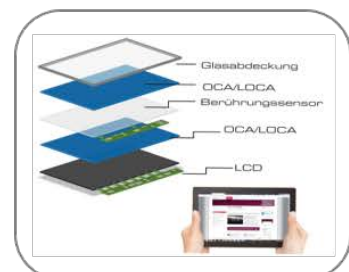 Glasabdeckung
OCA/LOCA
Berührungssensor
OCA/LOCA
LCD